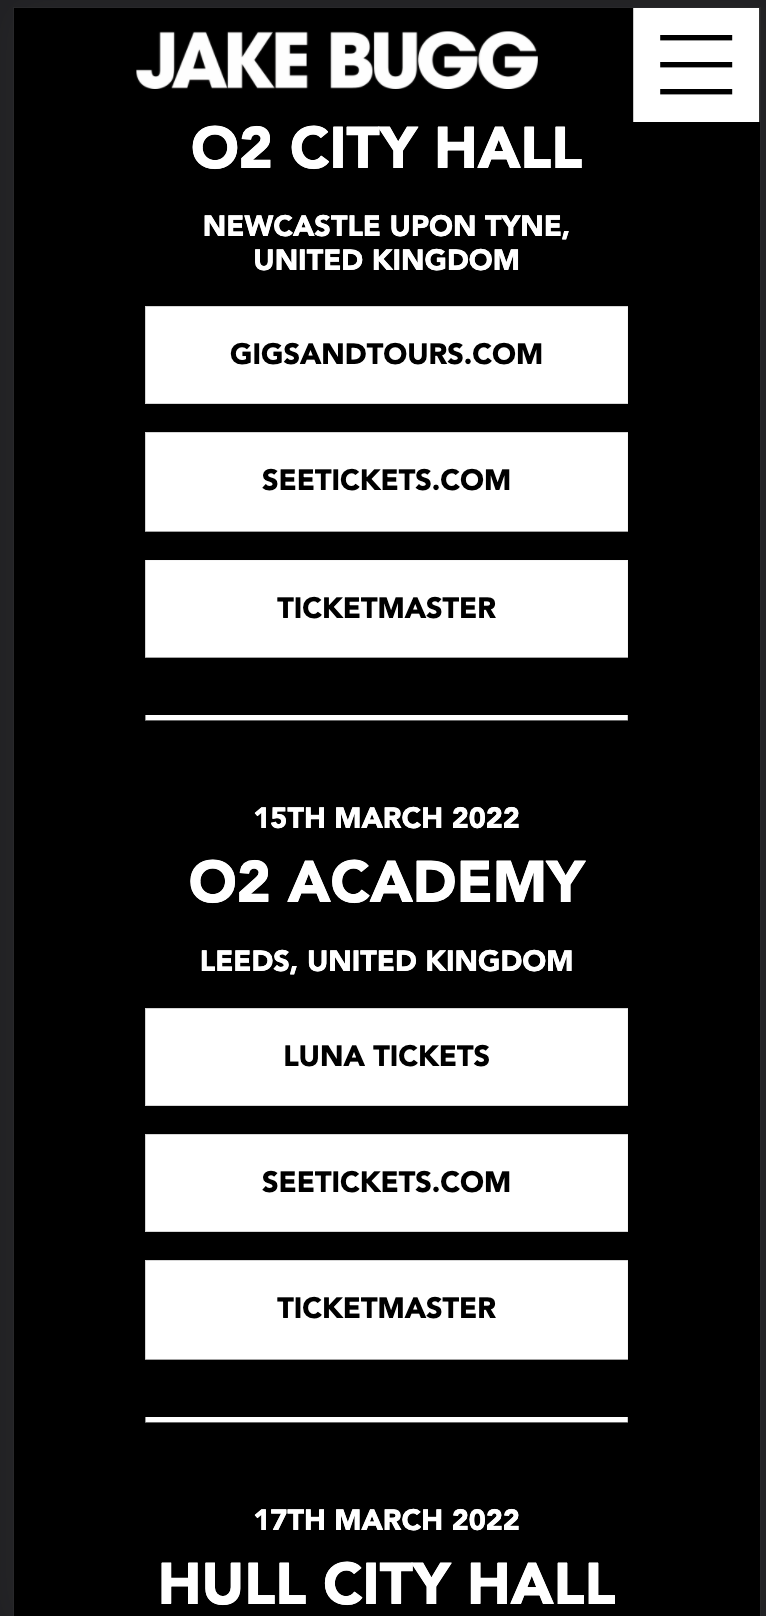 JAKE BUGG
O2 CITY HALL
NEWCASTLE UPON TYNE,
UNITED KINGDOM
GIGSANDTOURS.COM
SEETICKETS.COM
TICKETMASTER
15TH MARCH 2022
O2 ACADEMY
LEEDS, UNITED KINGDOM
LUNA TICKETS
SEETICKETS.COM
TICKETMASTER
17TH MARCH 2022
HULL CITY HALL